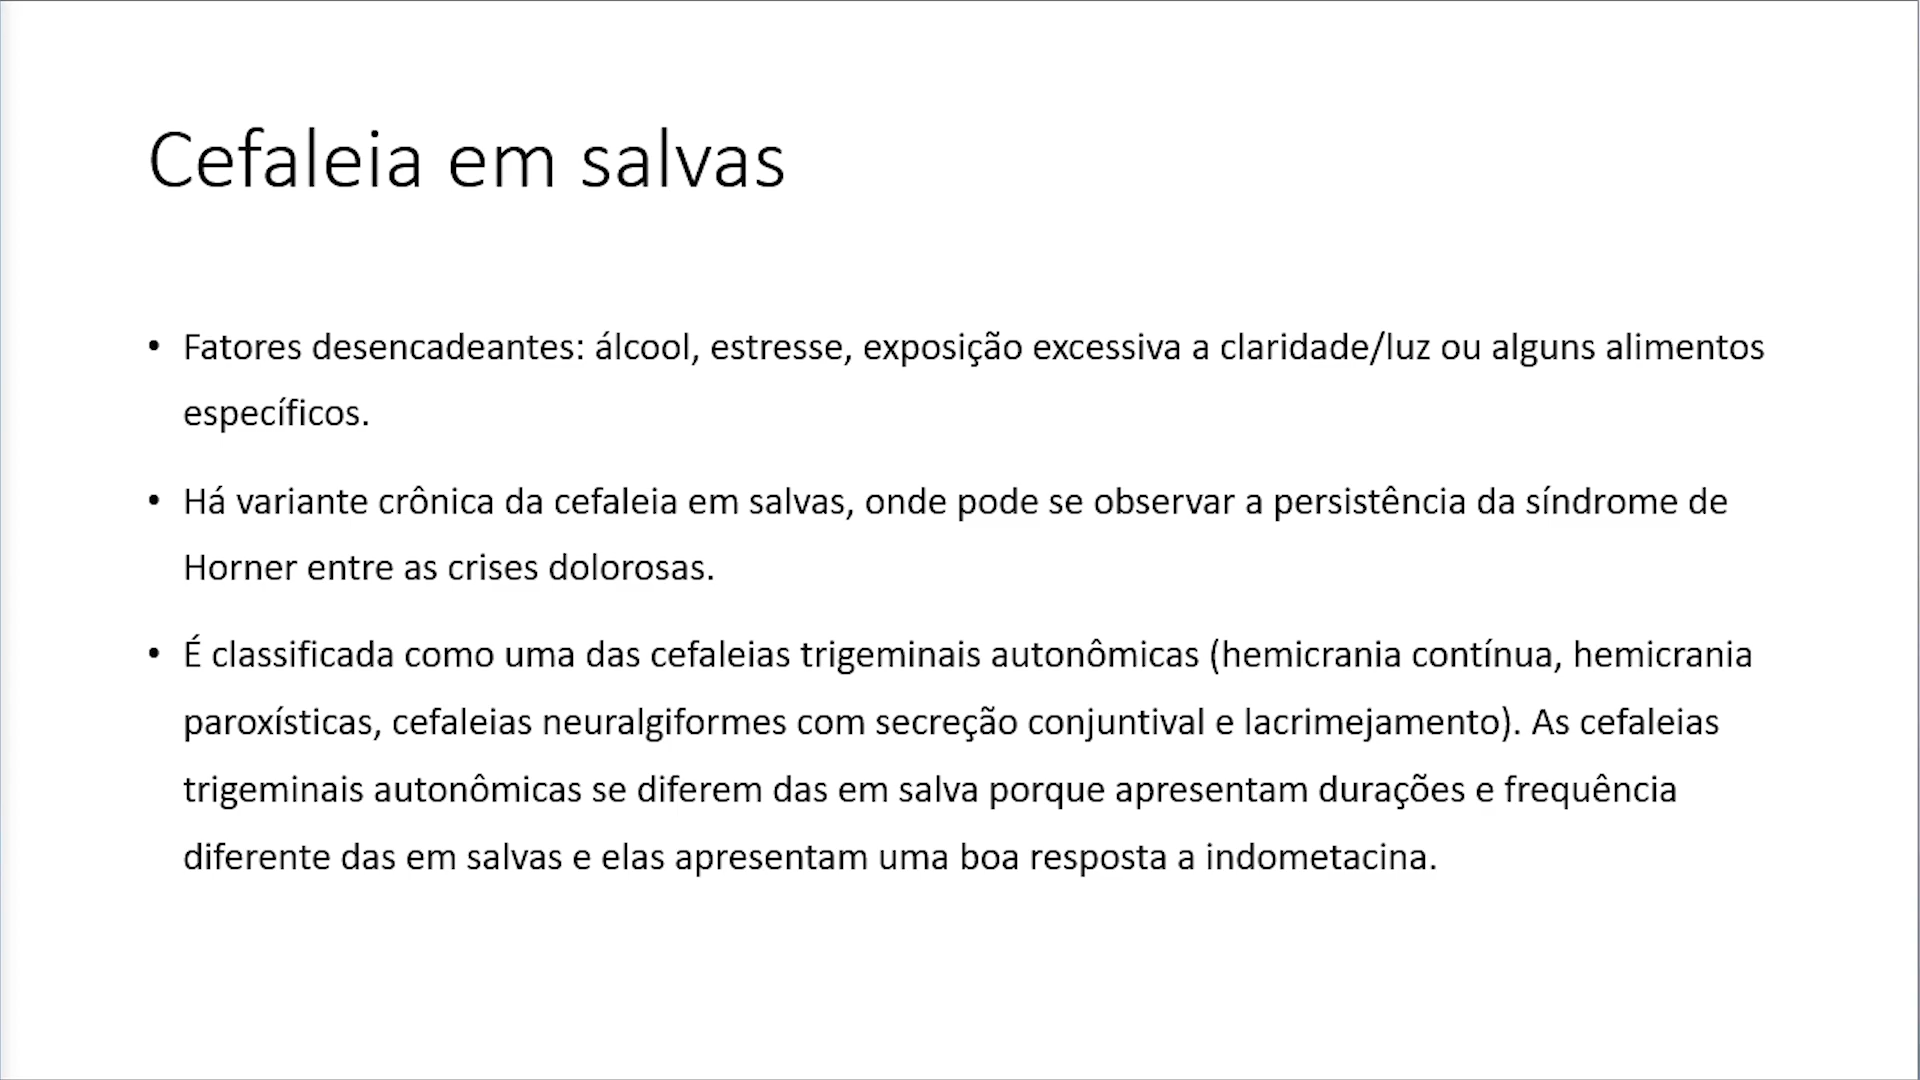 Cefaleia em salvas
• Fatores desencadeantes: álcool, estresse, exposição excessiva a claridade/luz ou alguns alimentos
específicos.
• Há variante crônica da cefaleia em salvas, onde pode se observar a persistência da síndrome de
Horner entre as crises dolorosas.
• É classificada como uma das cefaleias trigeminais autonômicas (hemicrania contínua, hemicrania
paroxísticas, cefaleias neuralgiformes com secreção conjuntival e lacrimejamento). As cefaleias
trigeminais autonômicas se diferem das em salva porque apresentam durações e frequência
diferente das em salvas e elas apresentam uma boa resposta a indometacina.